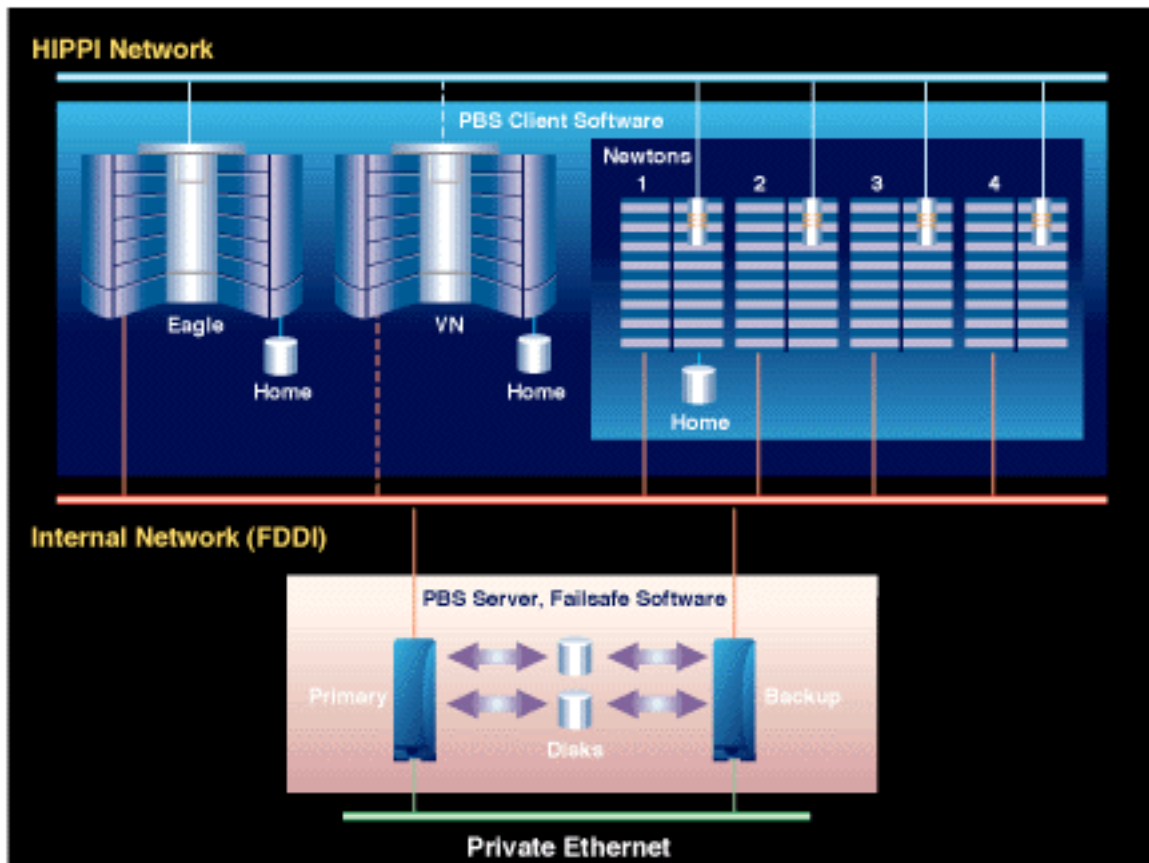 HIPPI Network
PBS Client Software
Newtons
1 2 3 4
Eagle
VN
Home
Home
Home
Internal Network (FDDI)
PBS Server, Failsafe Software
Primary
Backup
Disks
Private Ethernet